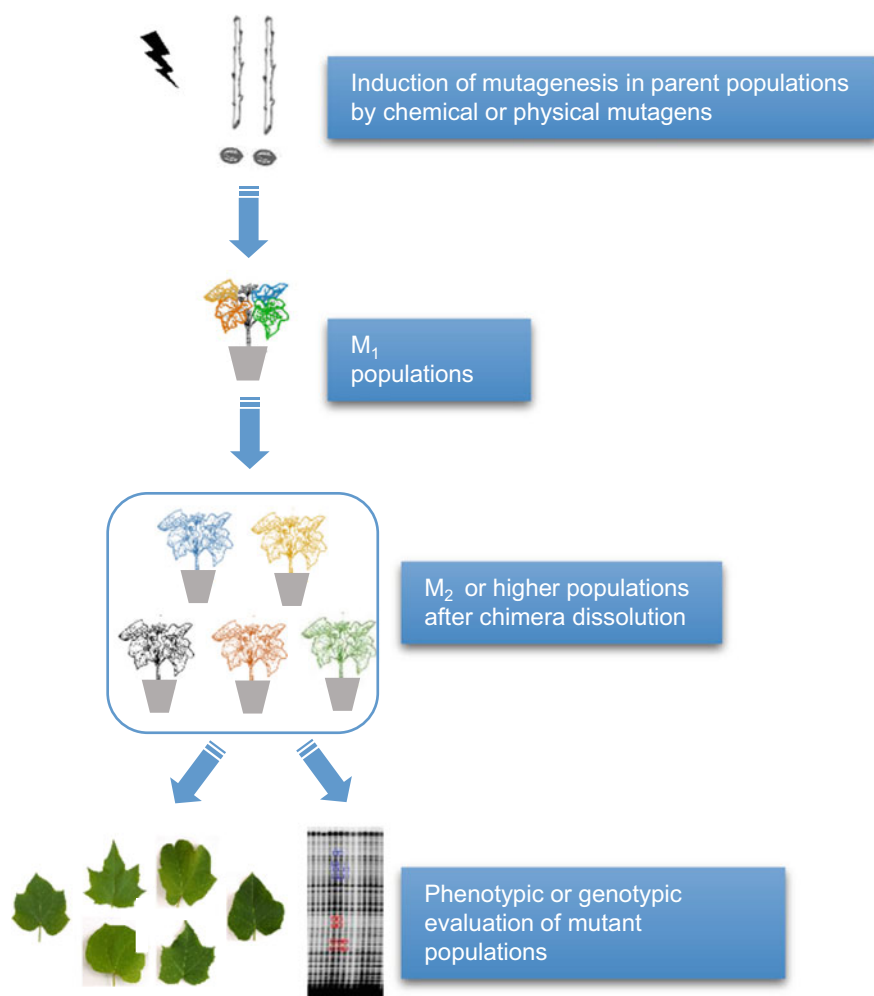 Induction of mutagenesis in parent populations
by chemical or physical mutagens
M₁
populations
M₂ or higher populations
after chimera dissolution
Phenotypic or genotypic
evaluation of mutant
populations